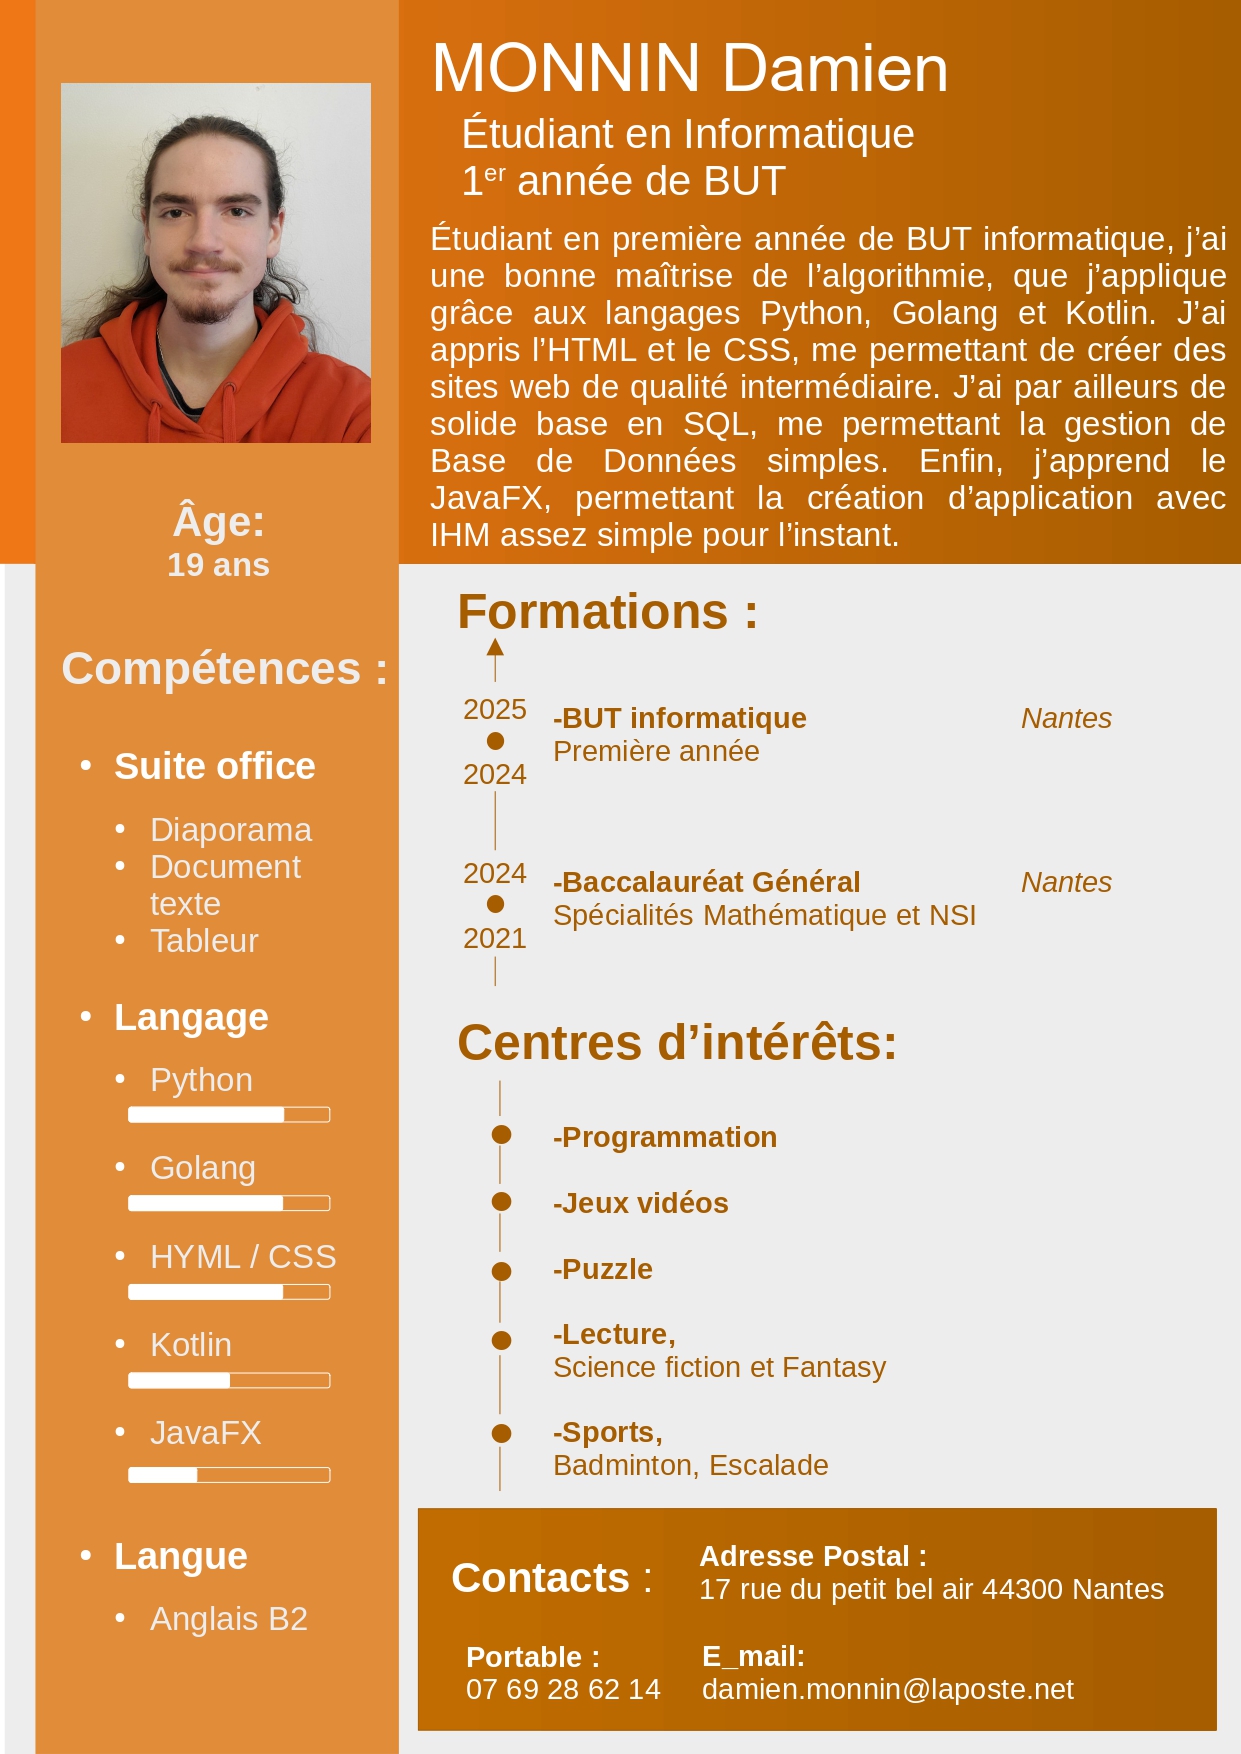 MONNIN Damien
Étudiant en Informatique
1er année de BUT
Étudiant en première année de BUT informatique, j’ai
une bonne maîtrise de l’algorithmie, que j’applique
grâce aux langages Python, Golang et Kotlin. J’ai
appris l’HTML et le CSS, me permettant de créer des
sites web de qualité intermédiaire. J’ai par ailleurs de
solide base en SQL, me permettant la gestion de
Base de Données simples. Enfin, j’apprend le
JavaFX, permettant la création d’application avec
IHM assez simple pour l’instant.
Âge:
19 ans
Compétences :
• Suite office
• Diaporama
• Document
texte
• Tableur
• Langage
• Python
• Golang
• HYML / CSS
• Kotlin
• JavaFX
• Langue
• Anglais B2
Formations :
2025
-BUT informatique Nantes
Première année
2024
2024
-Baccalauréat Général Nantes
Spécialités Mathématique et NSI
2021
Centres d’intérêts:
-Programmation
-Jeux vidéos
-Puzzle
-Lecture,
Science fiction et Fantasy
-Sports,
Badminton, Escalade
Contacts :
Adresse Postal :
17 rue du petit bel air 44300 Nantes
Portable :
07 69 28 62 14
E_mail:
damien.monnin@laposte.net